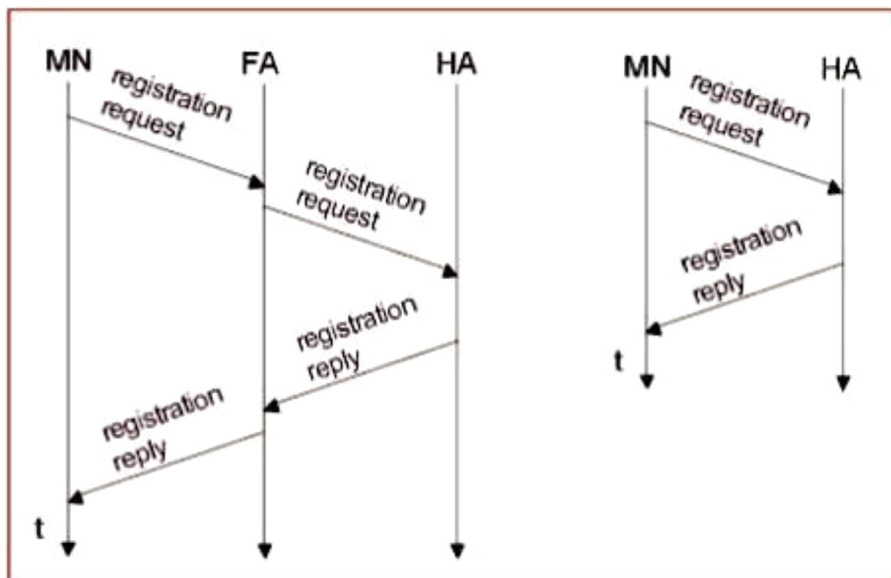 MN FA HA
registration
request
registration
request
registration
reply
registration
reply
t
MN HA
registration
request
registration
reply
t